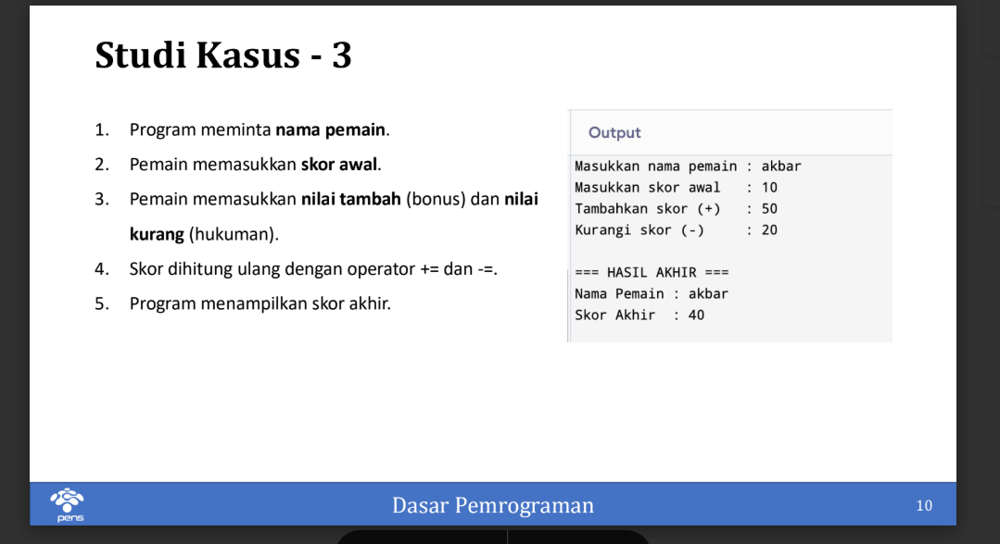 Studi Kasus - 3
1. Program meminta nama pemain.
2. Pemain memasukkan skor awal.
3. Pemain memasukkan nilai tambah (bonus) dan nilai
kurang (hukuman).
4. Skor dihitung ulang dengan operator += dan -=.
5. Program menampilkan skor akhir.
Output
Masukkan nama pemain : akbar
Masukkan skor awal   : 10
Tambahkan skor (+)   : 50
Kurangi skor (-)     : 20
=== HASIL AKHIR ===
Nama Pemain : akbar
Skor Akhir  : 40
pens
Dasar Pemrograman
10